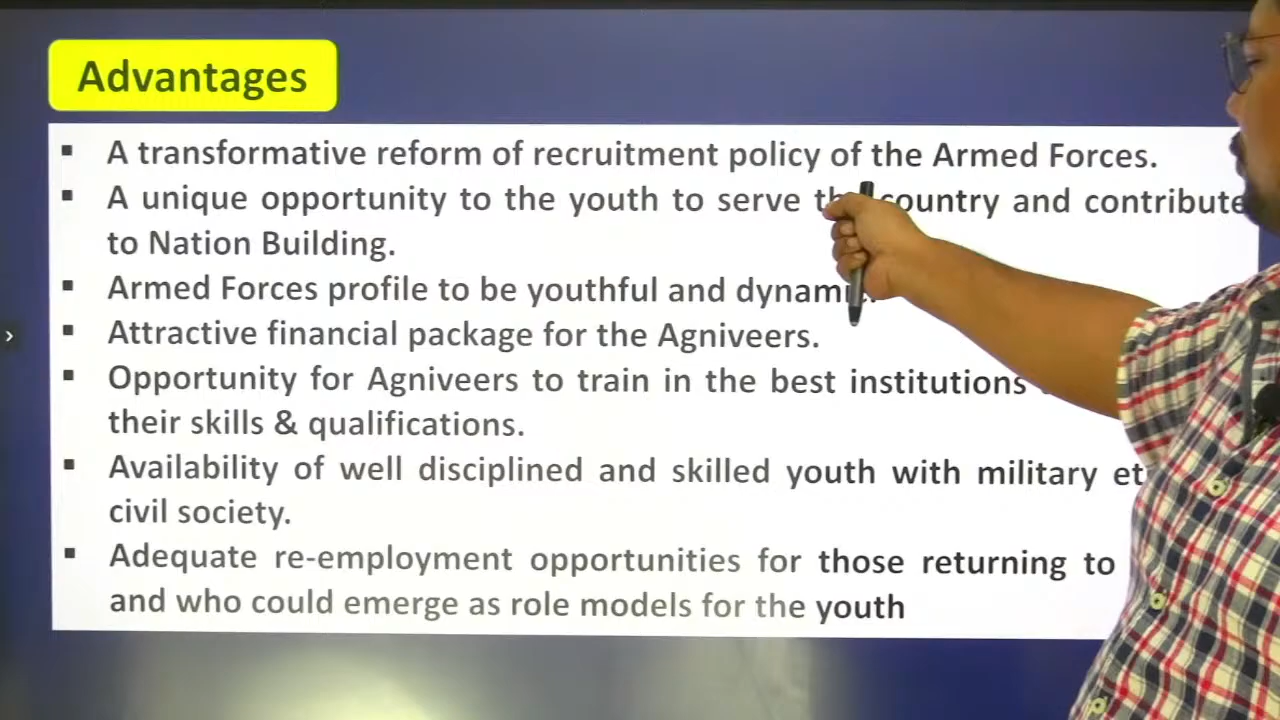 Advantages
▪ A transformative reform of recruitment policy of the Armed Forces.
▪ A unique opportunity to the youth to serve the country and contribute
to Nation Building.
▪ Armed Forces profile to be youthful and dynamic.
▪ Attractive financial package for the Agniveers.
▪ Opportunity for Agniveers to train in the best institutions
their skills & qualifications.
▪ Availability of well disciplined and skilled youth with military
civil society.
▪ Adequate re-employment opportunities for those returning to
and who could emerge as role models for the youth